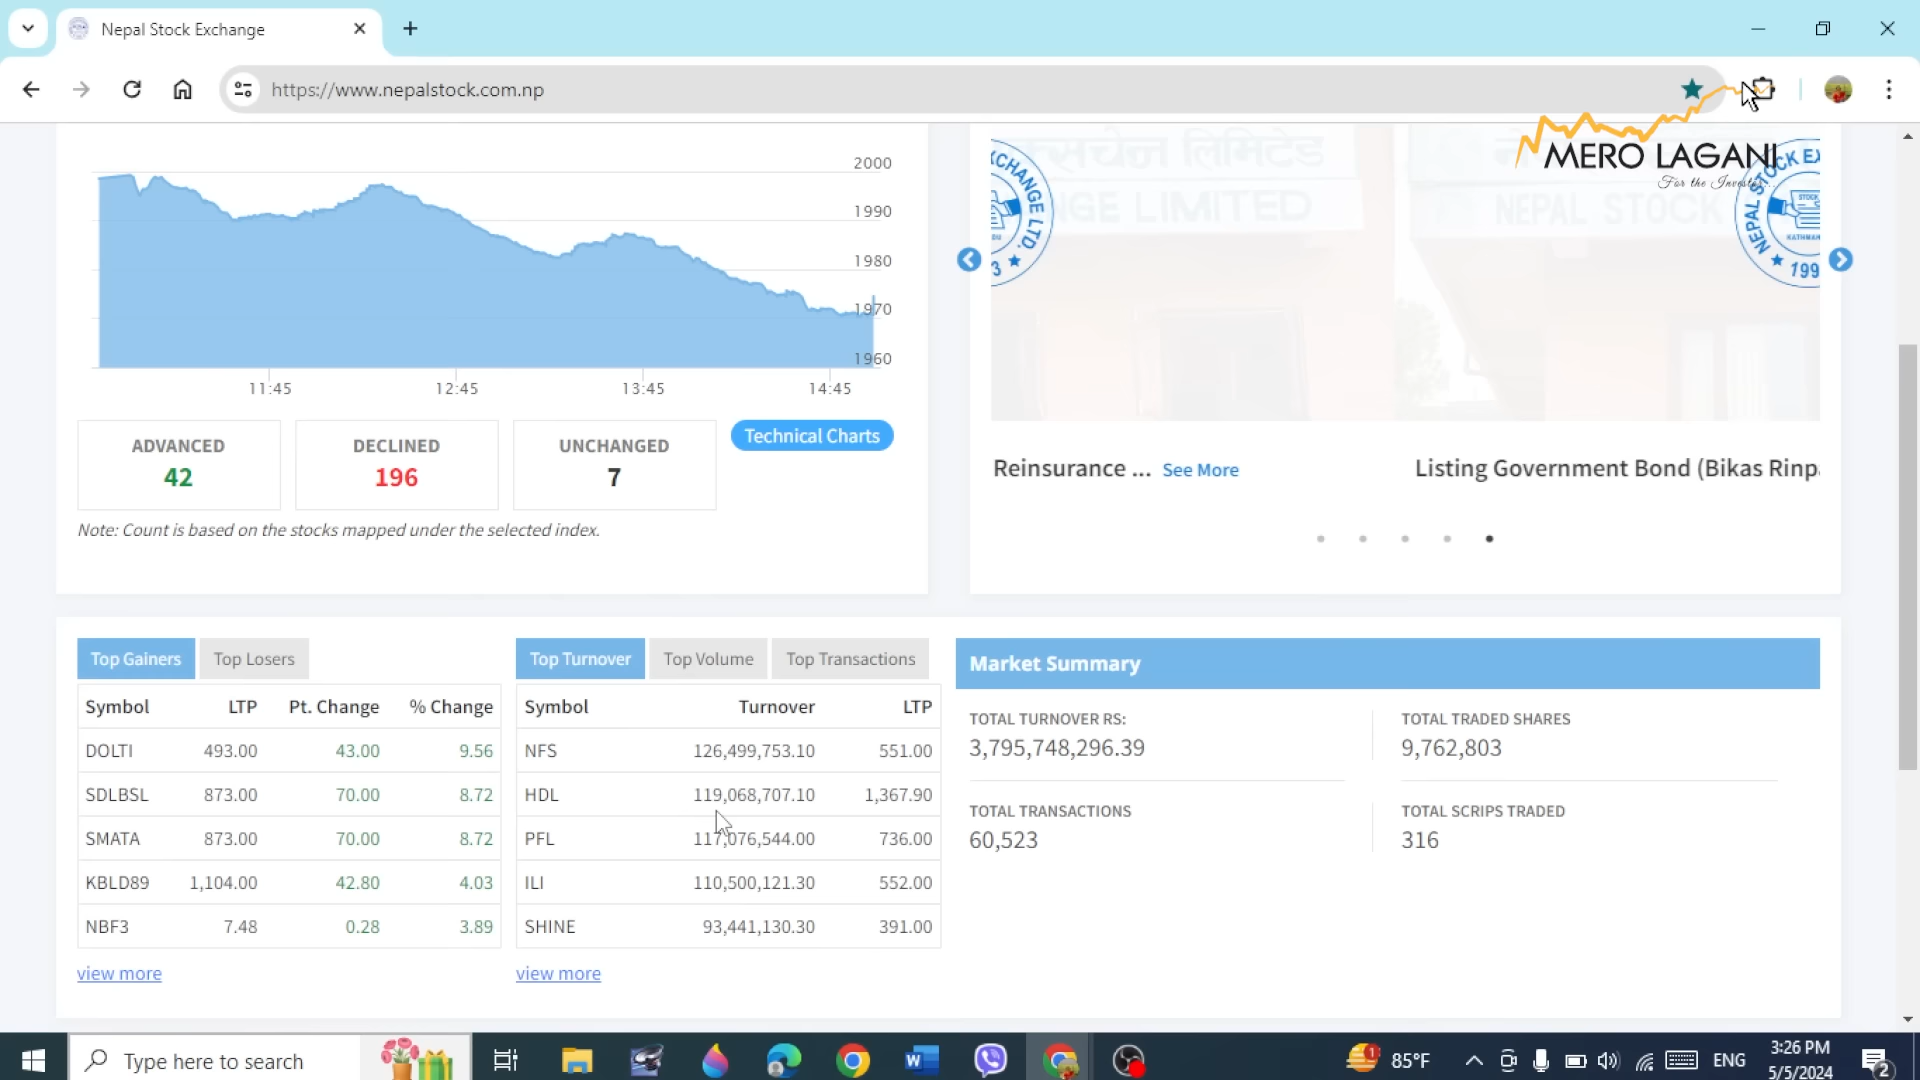 Nepal Stock Exchange
https://www.nepalstock.com.np
MERO LAGANI
For the Investor...
2000
1990
1980
1970
1960
11:45 12:45 13:45 14:45
ADVANCED
42
DECLINED
196
UNCHANGED
7
Technical Charts
Note: Count is based on the stocks mapped under the selected index.
लिमिटेड
NGE LIMITED
NEPAL STOCK
Reinsurance ... See More
Listing Government Bond (Bikas Rinp
Top Gainers Top Losers
Symbol LTP Pt. Change % Change
DOLTI 493.00 43.00 9.56
SDLBSL 873.00 70.00 8.72
SMATA 873.00 70.00 8.72
KBLD89 1,104.00 42.80 4.03
NBF3 7.48 0.28 3.89
view more
Top Turnover Top Volume Top Transactions
Symbol Turnover LTP
NFS 126,499,753.10 551.00
HDL 119,068,707.10 1,367.90
PFL 117,076,544.00 736.00
ILI 110,500,121.30 552.00
SHINE 93,441,130.30 391.00
view more
Market Summary
TOTAL TURNOVER RS:
3,795,748,296.39
TOTAL TRADED SHARES
9,762,803
TOTAL TRANSACTIONS
60,523
TOTAL SCRIPS TRADED
316
Type here to search
85°F
ENG
3:26 PM
5/5/2024
2